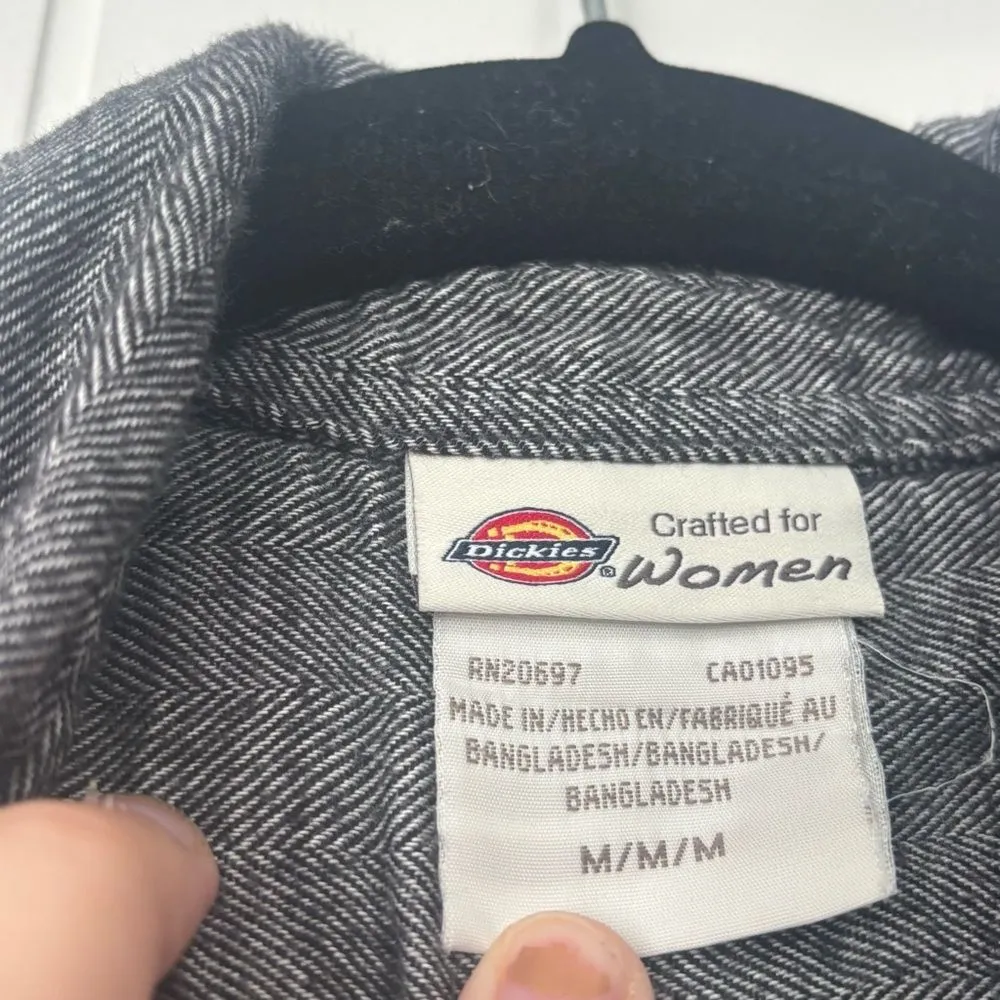 Dickies®
Crafted for
Women
RN20697 CA01095
MADE IN/HECHO EN/FABRIQUÉ AU
BANGLADESH/BANGLADESH/
BANGLADESH
M/M/M